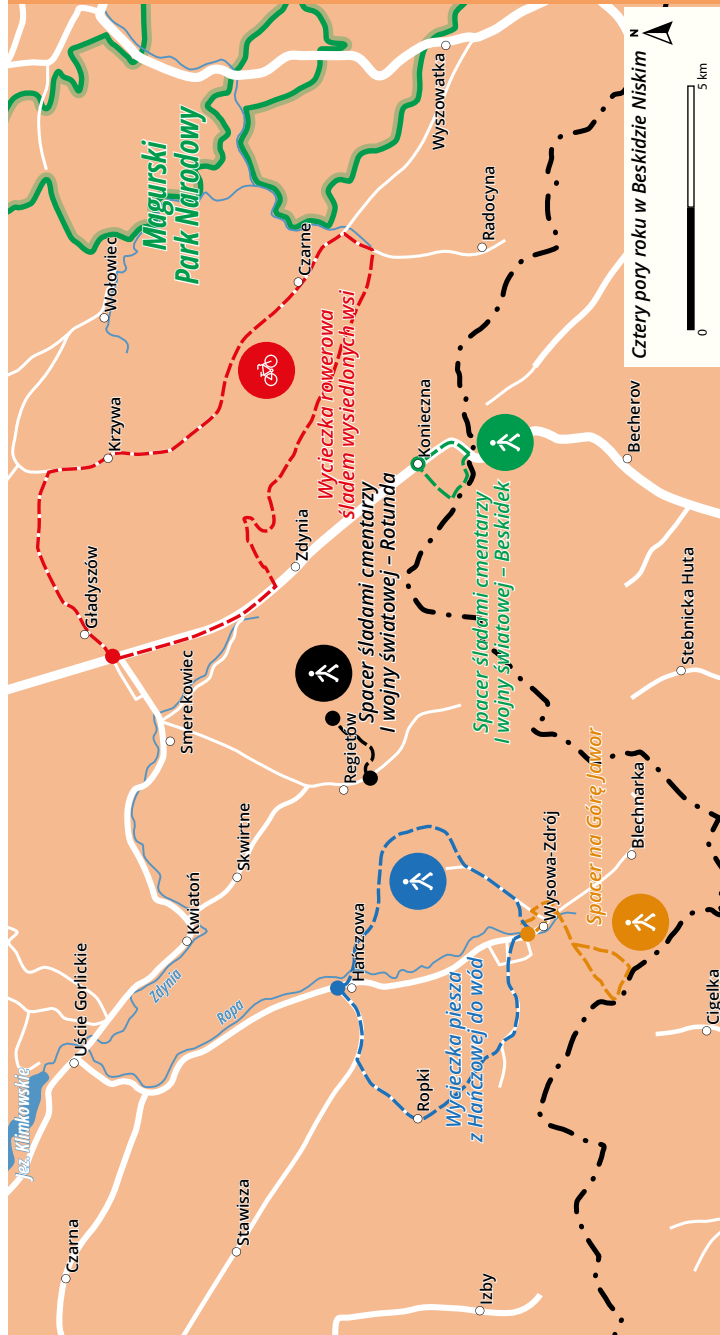 Cztery pory roku w Beskidzie Niskim
N
0
5 km
Magurski
Park Narodowy
Wołowiec
Wyszowatka
Czarne
Radocyna
Krzywa
Wycieczka rowerowa
śladem wysiedlonych wsi
Konieczna
Becherov
Gładyszów
Zdynia
Spacer śladami cmentarzy
I wojny światowej – Rotunda
Spacer śladami cmentarzy
I wojny światowej – Beskidek
Stebnicka Huta
Smerekowiec
Regietów
Skwirtne
Kwiatoń
Zdynia
Uście Gorlickie
Ropa
Hańczowa
Wysowa-Zdrój
Spacer na Górę Jawor
Blechnarka
Cigelka
Jez. Klimkowskie
Wycieczka piesza
z Hańczowej do wód
Ropki
Czarna
Stawisza
Izby